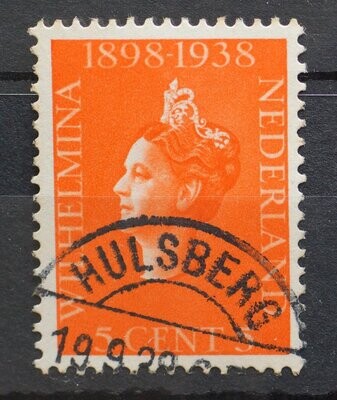 1898-1938
WILHELMINA
NEDERLAND
5 CENT 5
HULSBERG